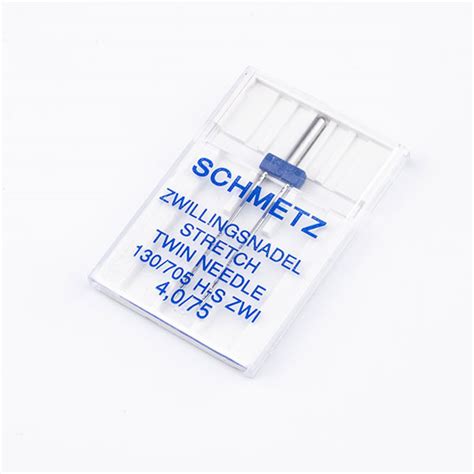 SCHMETZ
ZWILLINGSNADEL
STRETCH
TWIN NEEDLE
130/705 H-S ZWI
4,0/75